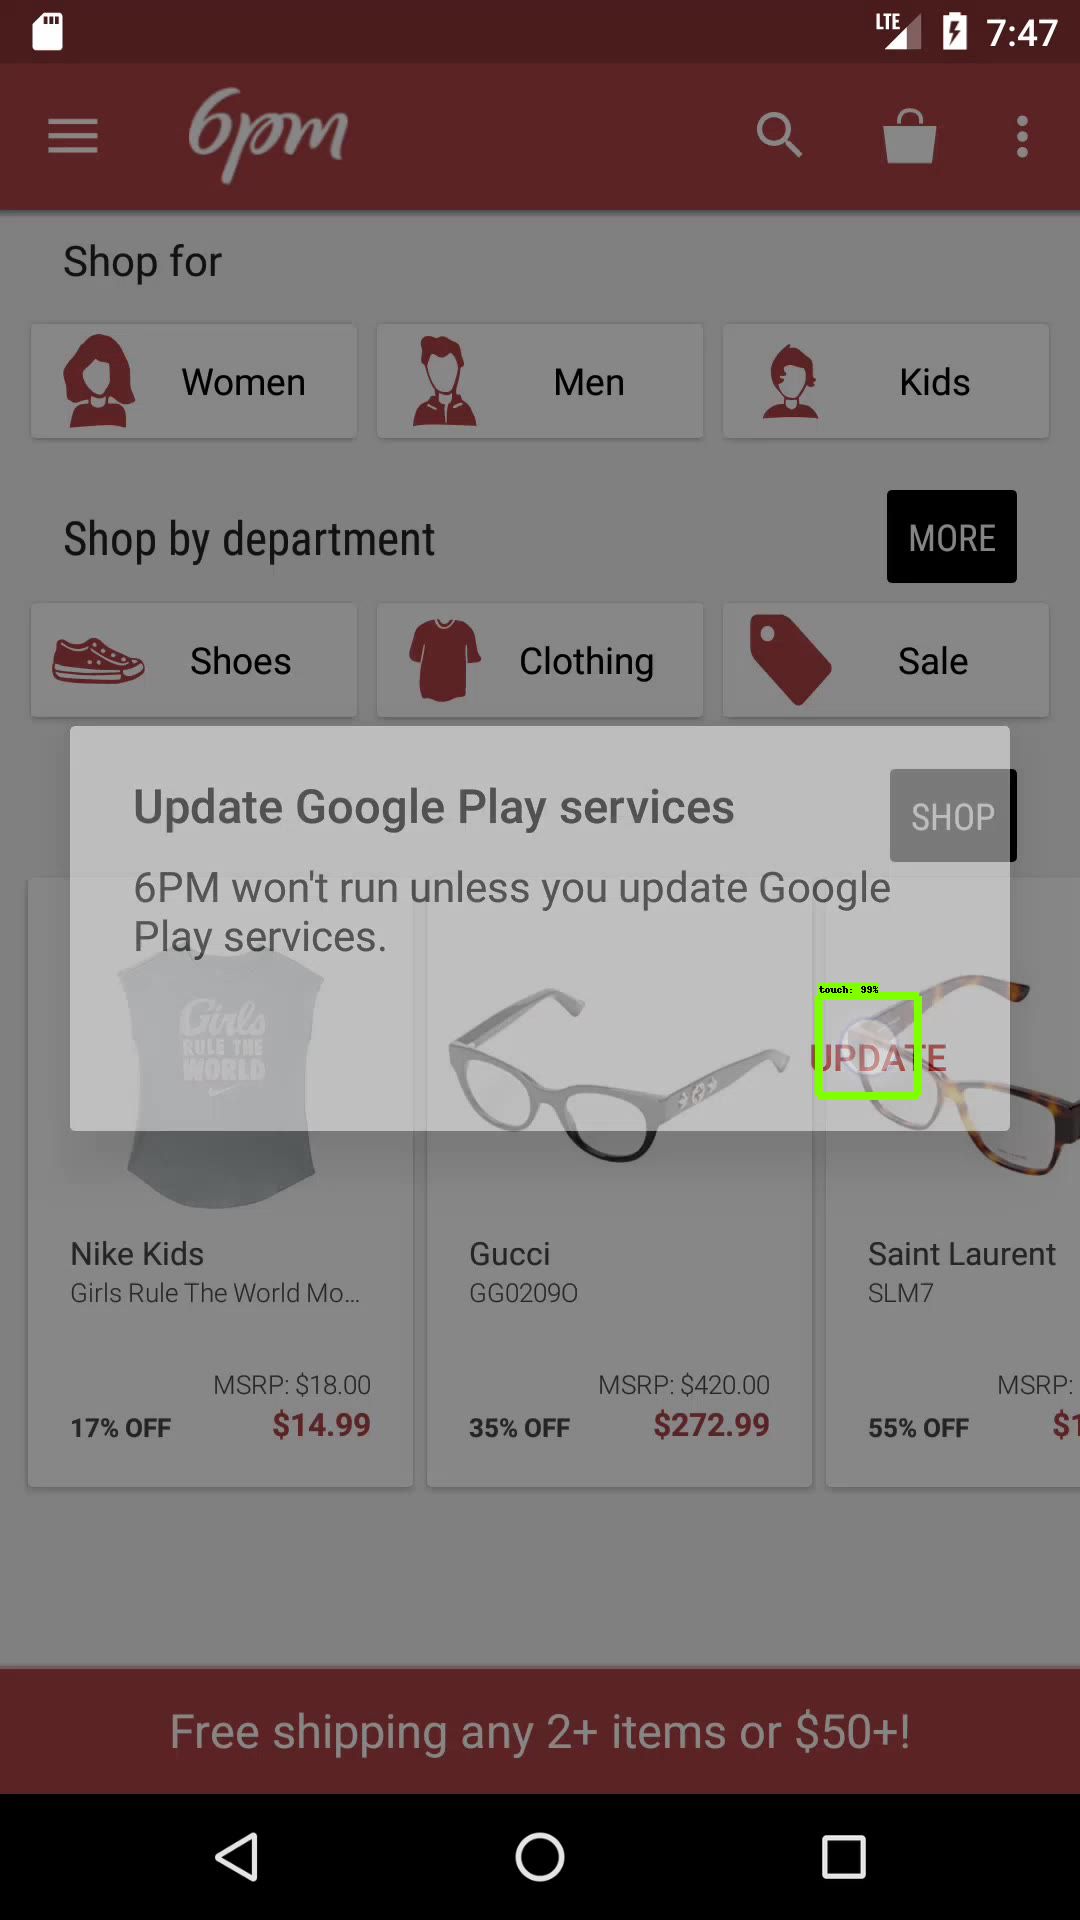 LTE 7:47
6pm
Shop for
Women Men Kids
Shop by department MORE
Shoes Clothing Sale
Update Google Play services SHOP
6PM won't run unless you update Google
Play services.
Girls
RULE THE
WORLD
touch: 99%
UPDATE
Nike Kids Gucci Saint Laurent
Girls Rule The World Mo... GG0209O SLM7
MSRP: $18.00 MSRP: $420.00 MSRP:
17% OFF $14.99 35% OFF $272.99 55% OFF $1
Free shipping any 2+ items or $50+!